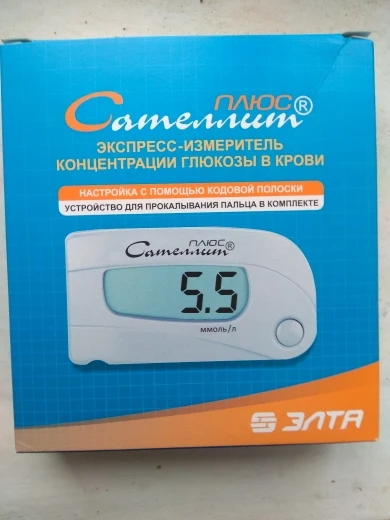 ПЛЮС
Сателлит®
ЭКСПРЕСС-ИЗМЕРИТЕЛЬ
КОНЦЕНТРАЦИИ ГЛЮКОЗЫ В КРОВИ
НАСТРОЙКА С ПОМОЩЬЮ КОДОВОЙ ПОЛОСКИ
УСТРОЙСТВО ДЛЯ ПРОКАЛЫВАНИЯ ПАЛЬЦА В КОМПЛЕКТЕ
ПЛЮС
Сателлит®
5.5
ммоль/л
ЭЛТА